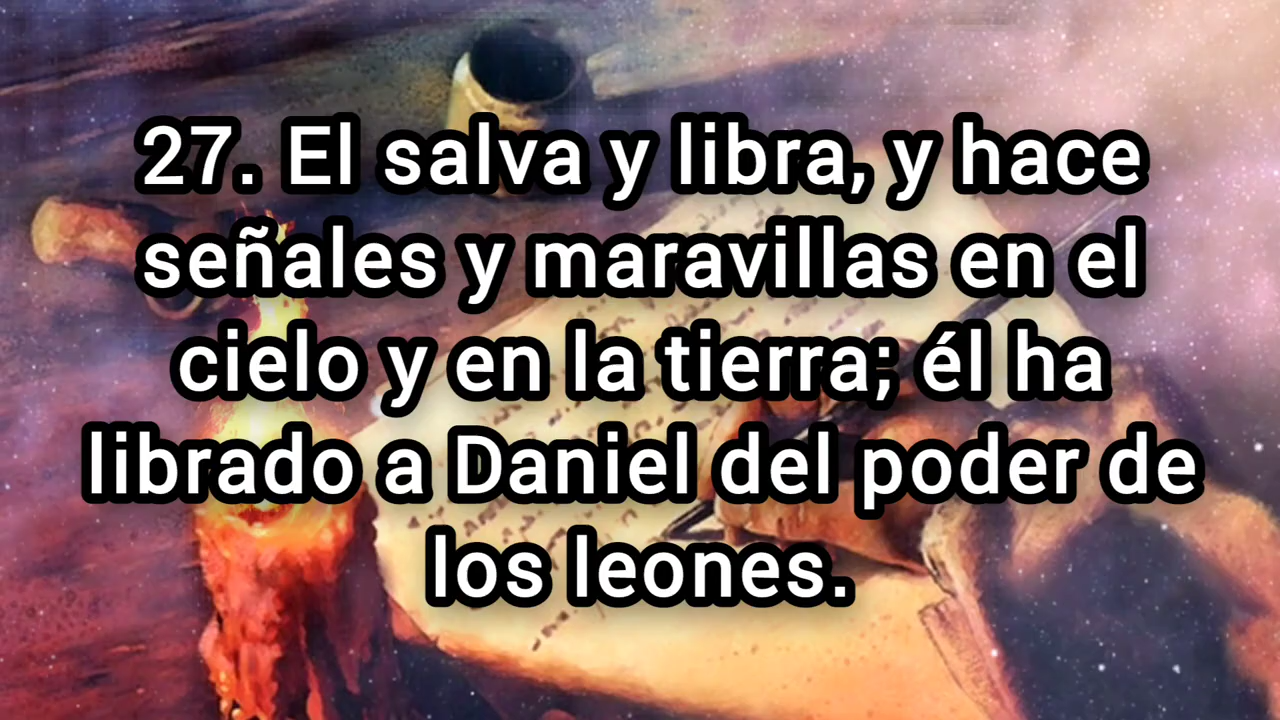 27. El salva y libra, y hace
señales y maravillas en el
cielo y en la tierra; él ha
librado a Daniel del poder de
los leones.